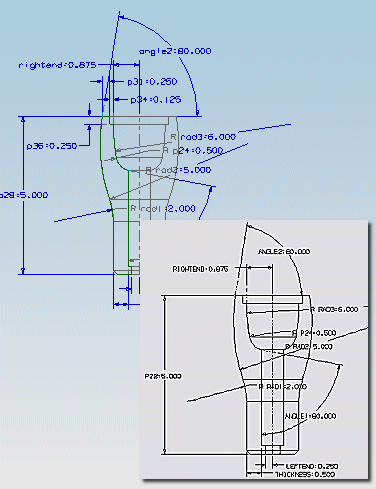 angle2=80.000
rightend=0.875
p31=0.250
p34=0.125
R rad3=6.000
p36=0.250
R p24=0.500
R rad2=5.000
p28=5.000
R rad1=2.000
ANGLE2=80.000
RIGHTEND=0.875
R RAD3=6.000
R P24=0.500
R RAD2=5.000
P28=5.000
R RAD1=2.000
ANGLE1=80.000
LEFTEND=0.250
THICKNESS=0.500